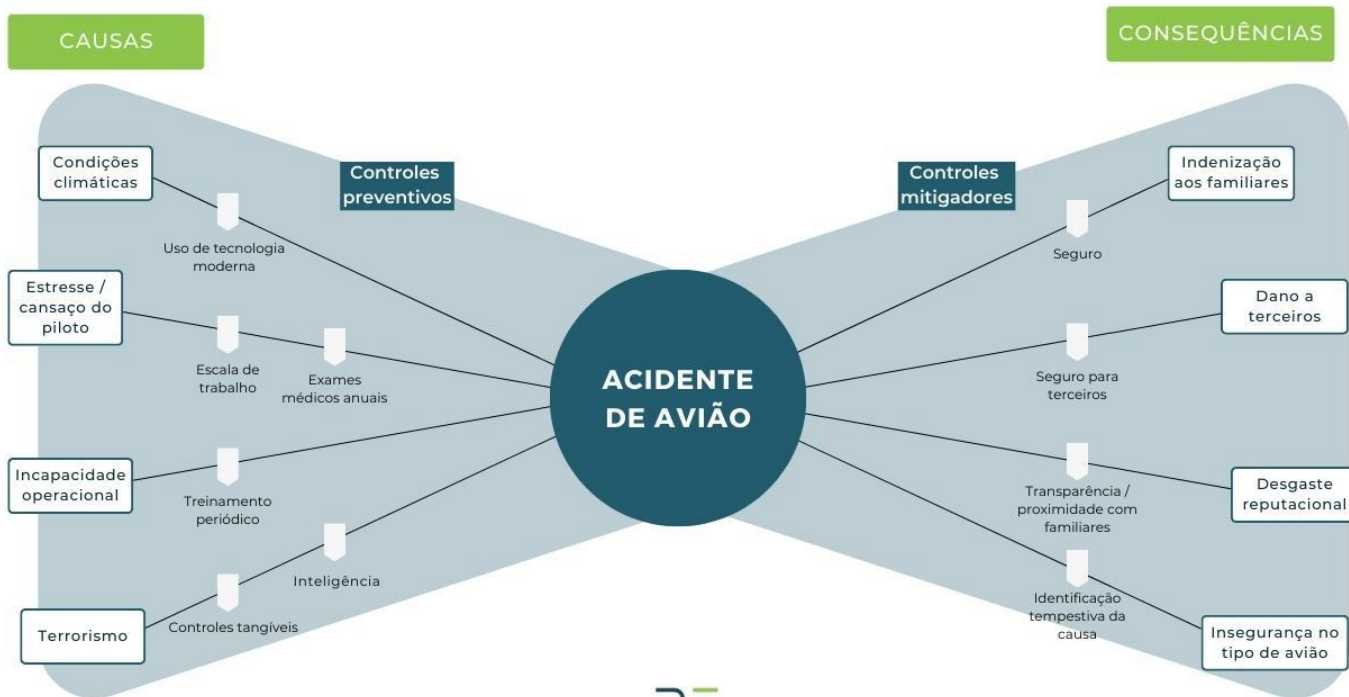 CAUSAS
CONSEQUÊNCIAS
Condições
climáticas
Controles
preventivos
Uso de tecnologia
moderna
Estresse /
cansaço do
piloto
Escala de
trabalho
Exames
médicos anuais
Incapacidade
operacional
Treinamento
periódico
Inteligência
Terrorismo
Controles tangíveis
ACIDENTE
DE AVIÃO
Controles
mitigadores
Indenização
aos familiares
Seguro
Dano a
terceiros
Seguro para
terceiros
Desgaste
reputacional
Transparência /
proximidade com
familiares
Identificação
tempestiva da
causa
Insegurança no
tipo de avião